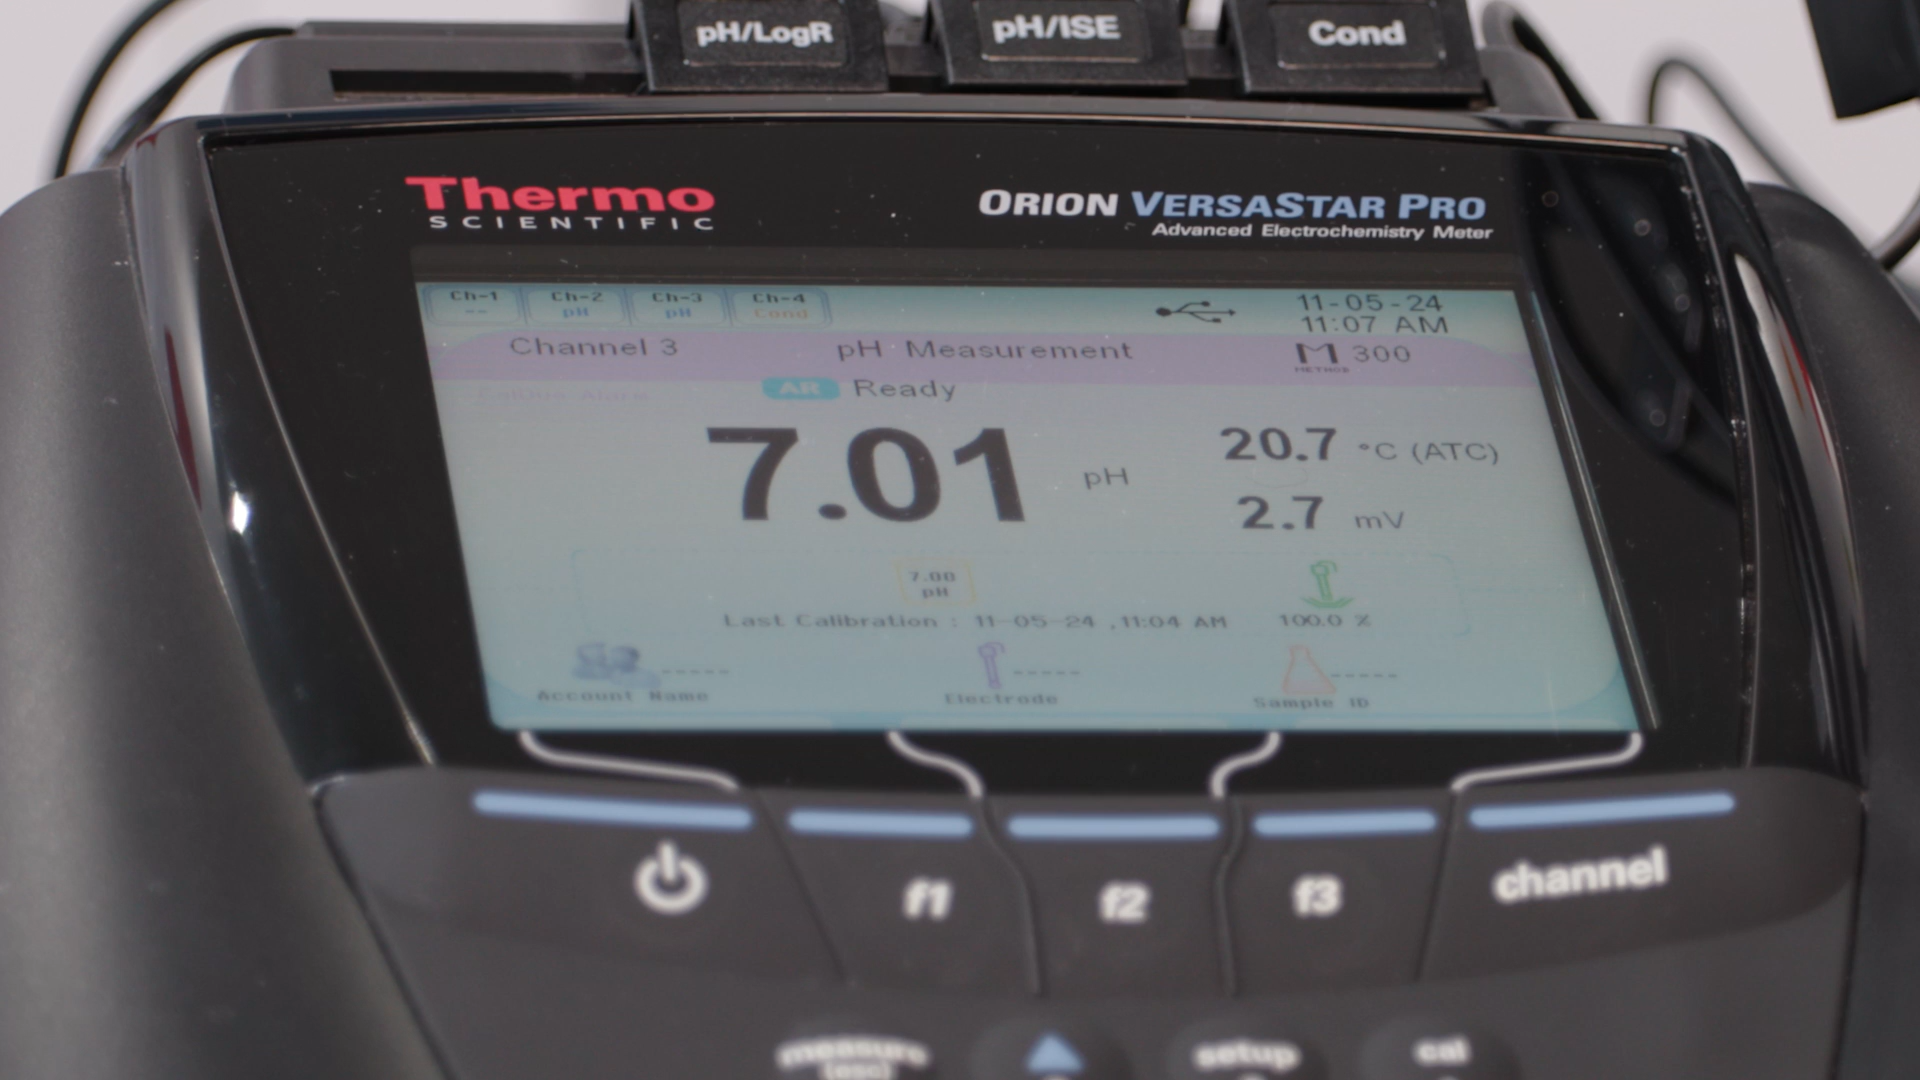 pH/LogR pH/ISE Cond
Thermo
SCIENTIFIC
ORION VERSASTAR PRO
Advanced Electrochemistry Meter
Ch-1 Ch-2 Ch-3 Ch-4
-- pH pH Cond
11-05-24
11:07 AM
Channel 3 pH Measurement M 300
METHOD
AR Ready
7.01 pH
20.7 °C (ATC)
2.7 mV
7.00
pH
Last Calibration : 11-05-24 ,11:04 AM 100.0 %
----- ----- -----
Account Name Electrode Sample ID
f1 f2 f3 channel
measure setup cal
(esc)